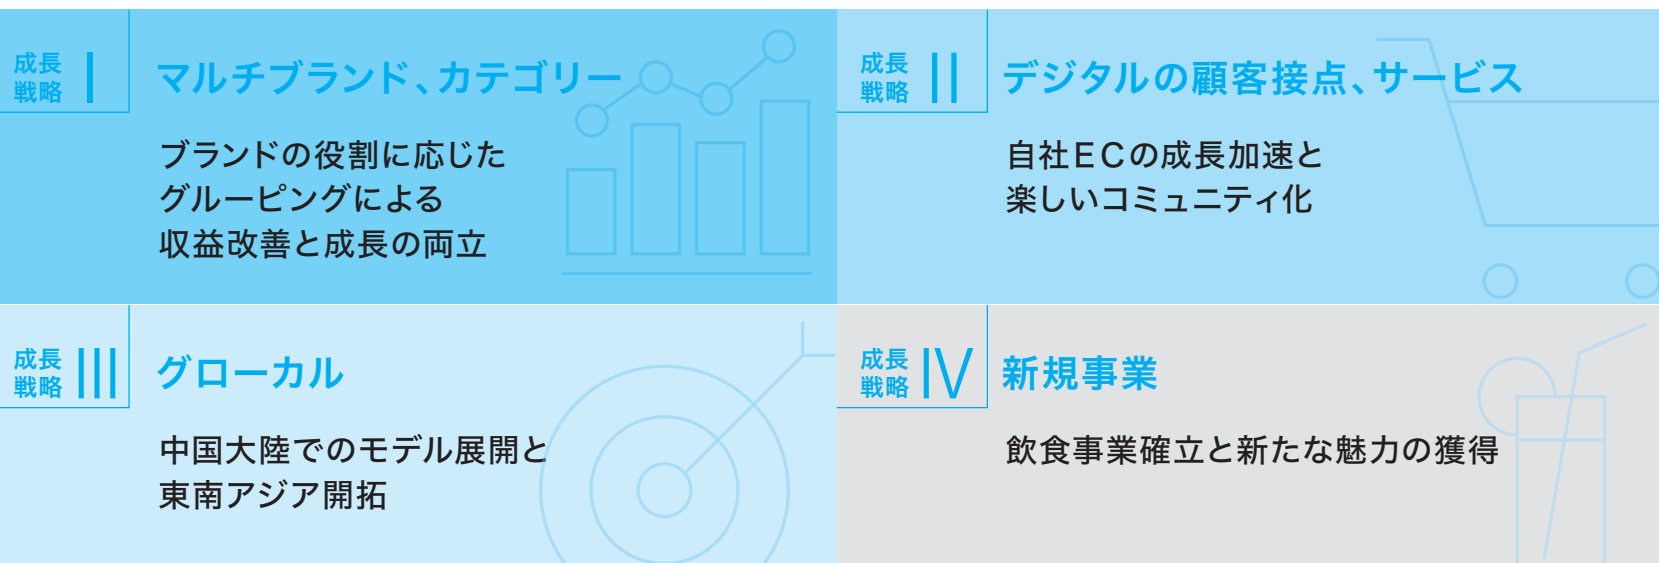 成長
戦略
I
マルチブランド、カテゴリー
ブランドの役割に応じた
グルーピングによる
収益改善と成長の両立
成長
戦略
II
デジタルの顧客接点、サービス
自社ECの成長加速と
楽しいコミュニティ化
成長
戦略
III
グローカル
中国大陸でのモデル展開と
東南アジア開拓
成長
戦略
IV
新規事業
飲食事業確立と新たな魅力の獲得